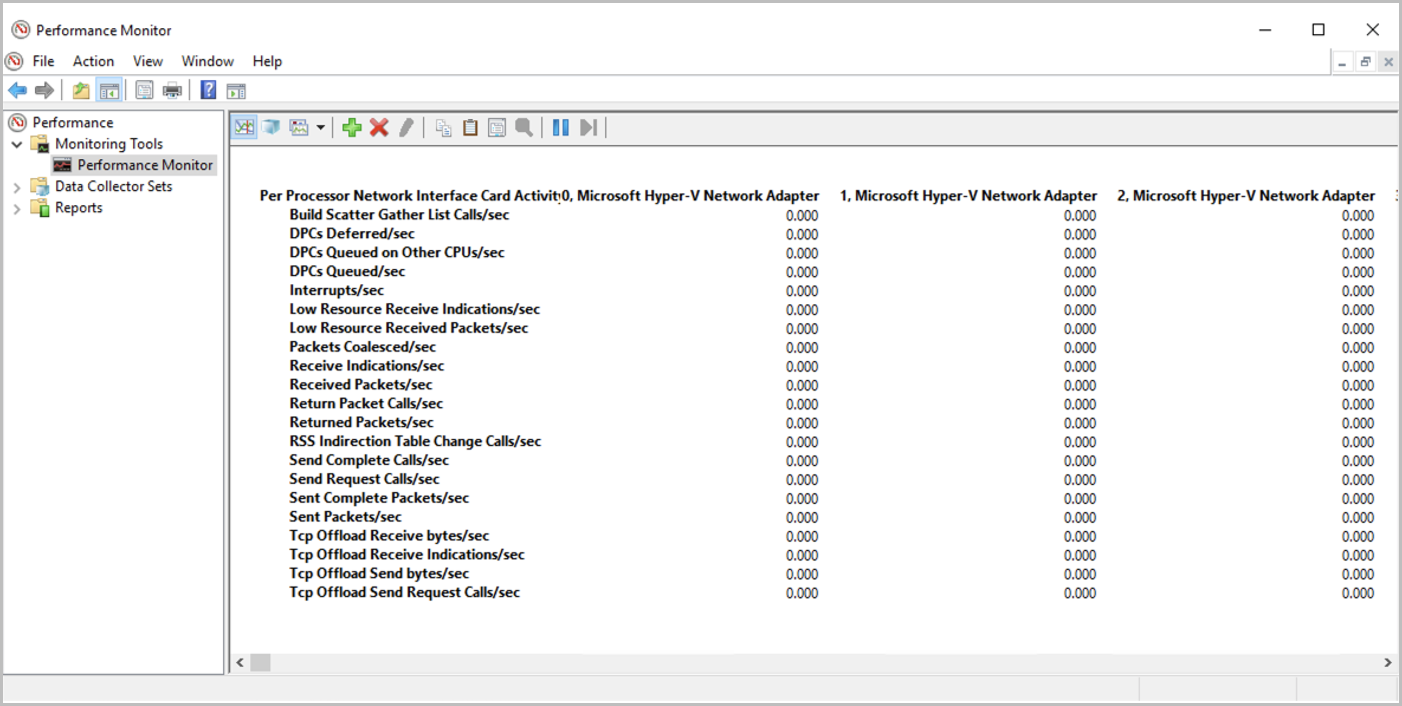 Performance Monitor
File Action View Window Help
Performance
Monitoring Tools
Performance Monitor
Data Collector Sets
Reports
Per Processor Network Interface Card Activity 0, Microsoft Hyper-V Network Adapter 1, Microsoft Hyper-V Network Adapter 2, Microsoft Hyper-V Network Adapter
Build Scatter Gather List Calls/sec 0.000 0.000 0.000
DPCs Deferred/sec 0.000 0.000 0.000
DPCs Queued on Other CPUs/sec 0.000 0.000 0.000
DPCs Queued/sec 0.000 0.000 0.000
Interrupts/sec 0.000 0.000 0.000
Low Resource Receive Indications/sec 0.000 0.000 0.000
Low Resource Received Packets/sec 0.000 0.000 0.000
Packets Coalesced/sec 0.000 0.000 0.000
Receive Indications/sec 0.000 0.000 0.000
Received Packets/sec 0.000 0.000 0.000
Return Packet Calls/sec 0.000 0.000 0.000
Returned Packets/sec 0.000 0.000 0.000
RSS Indirection Table Change Calls/sec 0.000 0.000 0.000
Send Complete Calls/sec 0.000 0.000 0.000
Send Request Calls/sec 0.000 0.000 0.000
Sent Complete Packets/sec 0.000 0.000 0.000
Sent Packets/sec 0.000 0.000 0.000
Tcp Offload Receive bytes/sec 0.000 0.000 0.000
Tcp Offload Receive Indications/sec 0.000 0.000 0.000
Tcp Offload Send bytes/sec 0.000 0.000 0.000
Tcp Offload Send Request Calls/sec 0.000 0.000 0.000